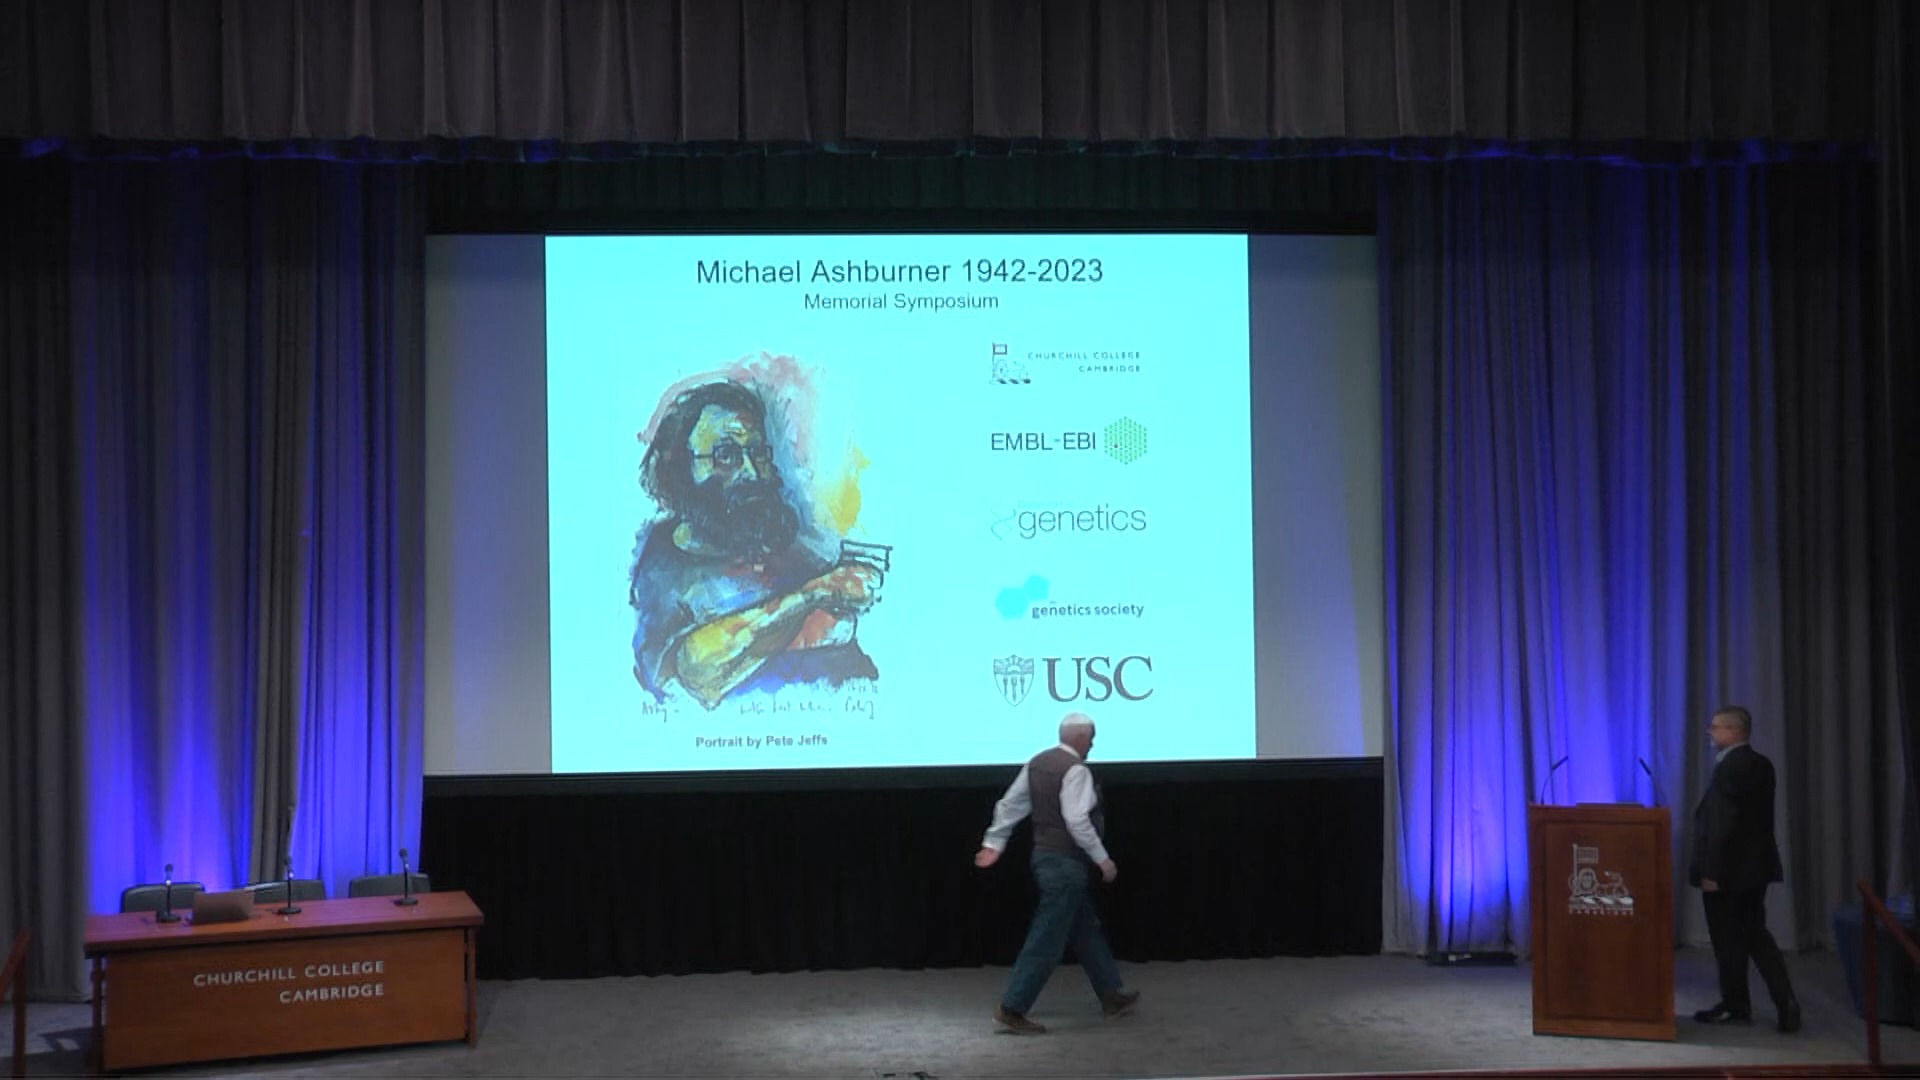 Michael Ashburner 1942-2023
Memorial Symposium
CHURCHILL COLLEGE
CAMBRIDGE
EMBL-EBI
genetics
genetics society
USC
Portrait by Pete Jeffs
CHURCHILL COLLEGE
CAMBRIDGE